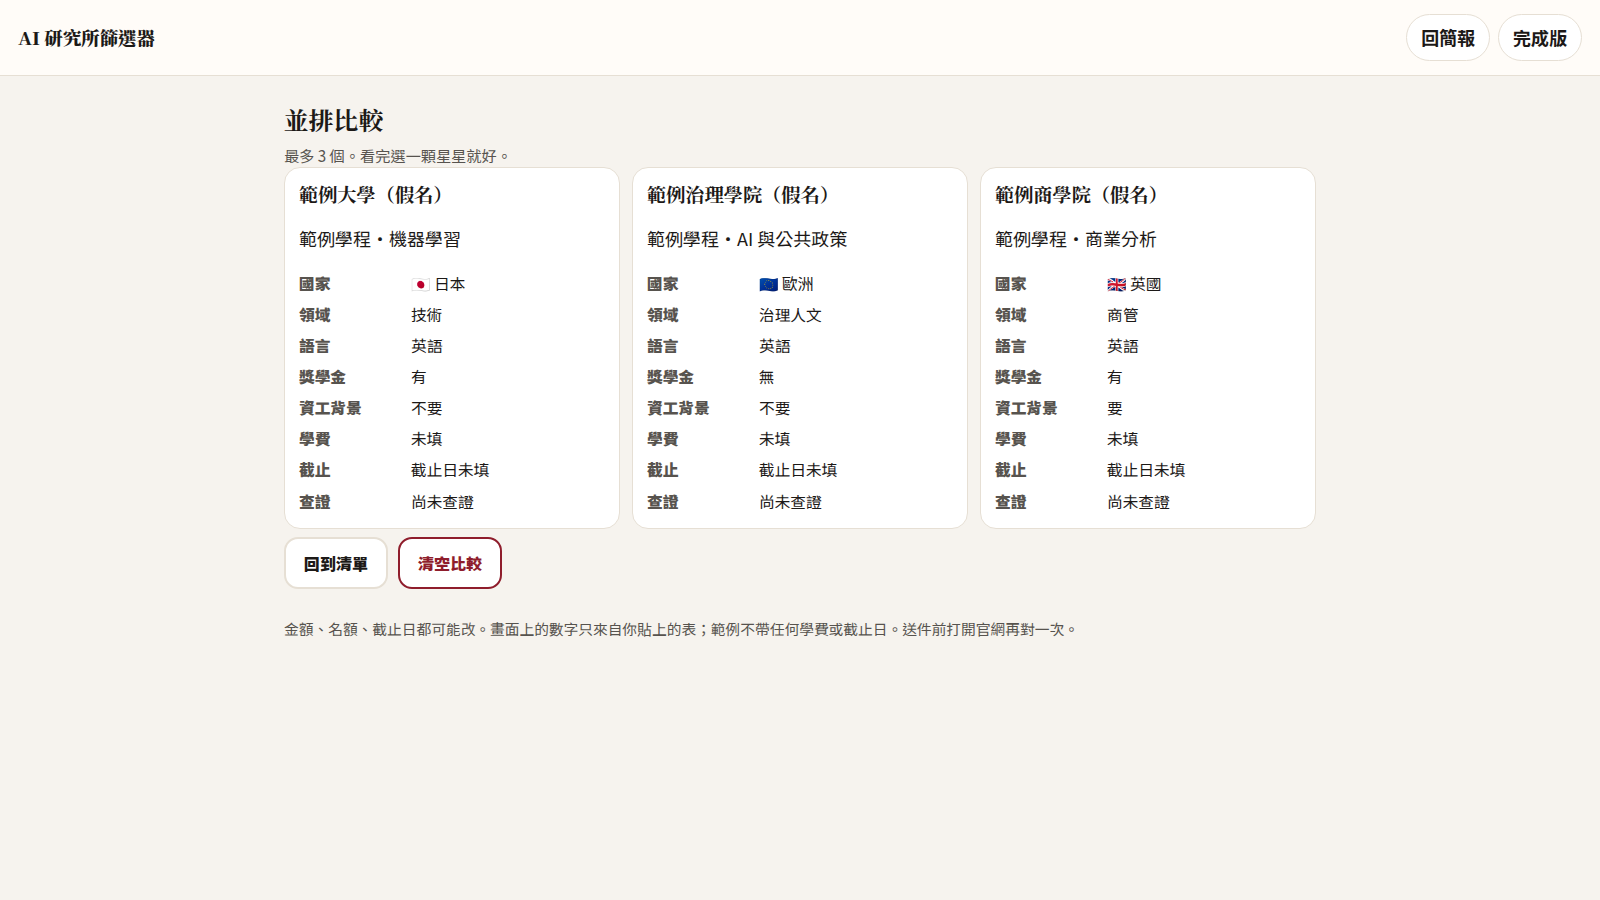 AI 研究所篩選器
回簡報
完成版
並排比較
最多 3 個。看完選一顆星星就好。
範例大學（假名）
範例學程・機器學習
國家 🇯🇵 日本
領域 技術
語言 英語
獎學金 有
資工背景 不要
學費 未填
截止 截止日未填
查證 尚未查證
範例治理學院（假名）
範例學程・AI 與公共政策
國家 🇪🇺 歐洲
領域 治理人文
語言 英語
獎學金 無
資工背景 不要
學費 未填
截止 截止日未填
查證 尚未查證
範例商學院（假名）
範例學程・商業分析
國家 🇬🇧 英國
領域 商管
語言 英語
獎學金 有
資工背景 要
學費 未填
截止 截止日未填
查證 尚未查證
回到清單
清空比較
金額、名額、截止日都可能改。畫面上的數字只來自你貼上的表；範例不帶任何學費或截止日。送件前打開官網再對一次。